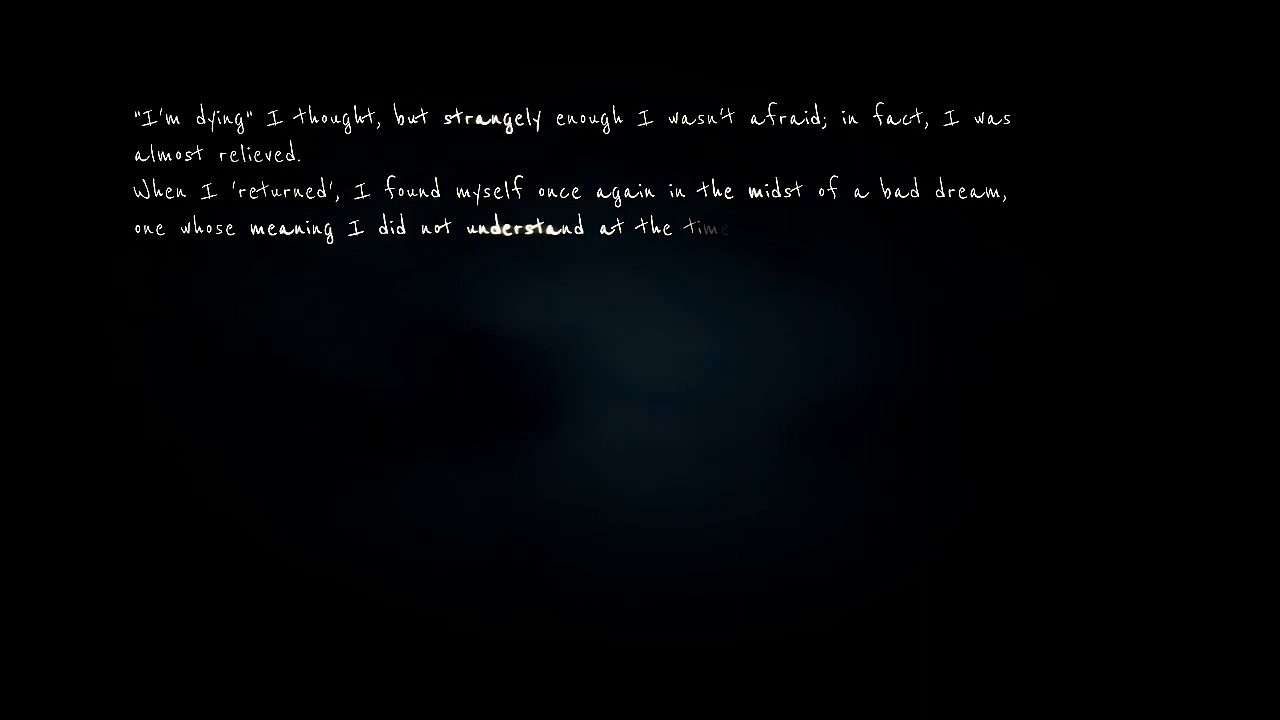 "I'm dying" I thought, but strangely enough I wasn't afraid; in fact, I was
almost relieved.
When I 'returned', I found myself once again in the midst of a bad dream,
one whose meaning I did not understand at the time